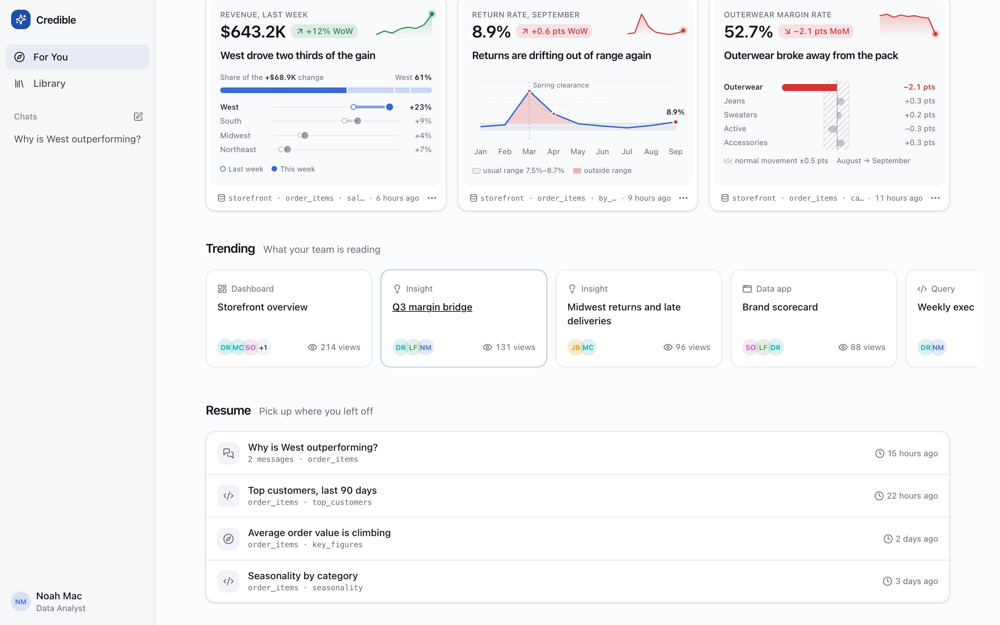 Credible
For You
Library
Chats
Why is West outperforming?
Noah Mac
NM
Data Analyst
REVENUE, LAST WEEK
$643.2K
+12% WoW
West drove two thirds of the gain
Share of the +$68.9K change
West 61%
West +23%
South +9%
Midwest +4%
Northeast +7%
Last week This week
storefront · order_items · sal… · 6 hours ago
RETURN RATE, SEPTEMBER
8.9%
+0.6 pts WoW
Returns are drifting out of range again
Spring clearance
8.9%
Jan Feb Mar Apr May Jun Jul Aug Sep
usual range 7.5%–8.7% outside range
storefront · order_items · by_… · 9 hours ago
OUTERWEAR MARGIN RATE
52.7%
−2.1 pts MoM
Outerwear broke away from the pack
Outerwear −2.1 pts
Jeans +0.3 pts
Sweaters +0.2 pts
Active −0.3 pts
Accessories +0.3 pts
normal movement ±0.5 pts August → September
storefront · order_items · ca… · 11 hours ago
Trending What your team is reading
Dashboard
Storefront overview
DR MC SO +1 214 views
Insight
Q3 margin bridge
DR LF NM 131 views
Insight
Midwest returns and late
deliveries
JB MC 96 views
Data app
Brand scorecard
SO LF DR 88 views
Query
Weekly exec
DR NM
Resume Pick up where you left off
Why is West outperforming?
2 messages · order_items
15 hours ago
Top customers, last 90 days
order_items · top_customers
22 hours ago
Average order value is climbing
order_items · key_figures
2 days ago
Seasonality by category
order_items · seasonality
3 days ago